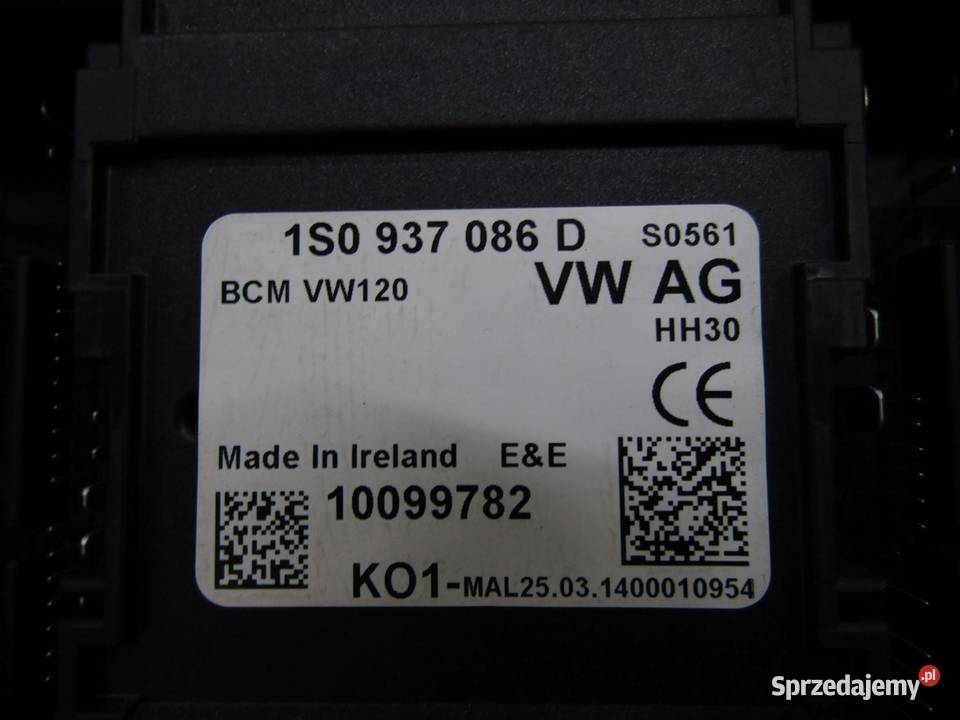 1S0 937 086 D S0561
BCM VW120 VW AG
HH30
CE
Made In Ireland E&E
10099782
KO1-MAL25.03.1400010954
Sprzedajemy.pl